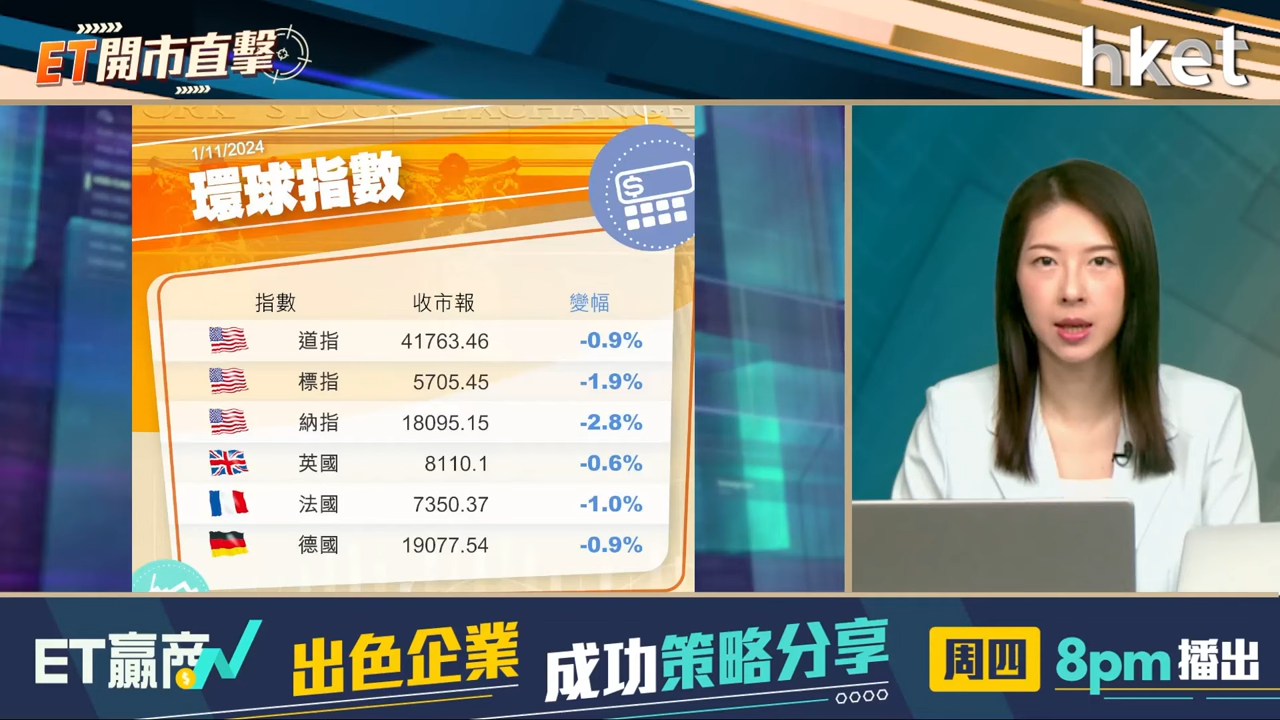 ET開市直擊
hket
YORK STOCK EXCHANGE
1/11/2024
環球指數
$
指數 收市報 變幅
道指 41763.46 -0.9%
標指 5705.45 -1.9%
納指 18095.15 -2.8%
英國 8110.1 -0.6%
法國 7350.37 -1.0%
德國 19077.54 -0.9%
ET贏商 出色企業 成功策略分享 周四 8pm播出